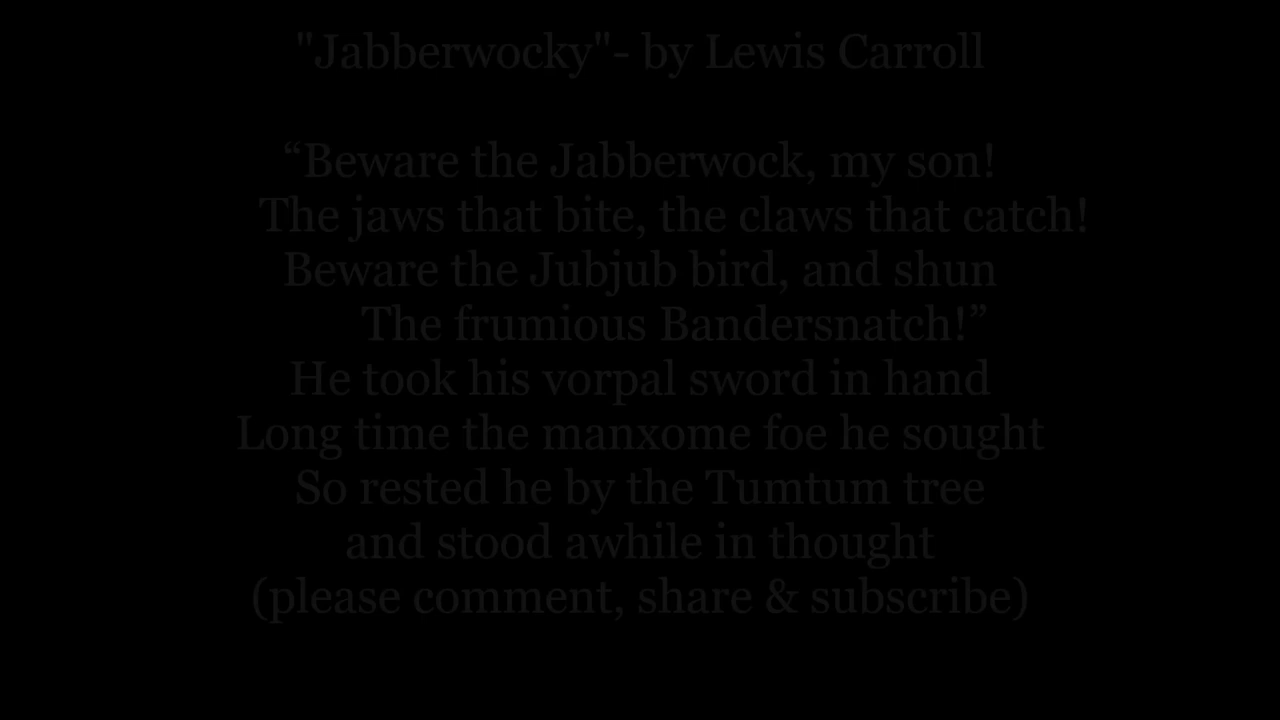 "Jabberwocky"- by Lewis Carroll
“Beware the Jabberwock, my son!
The jaws that bite, the claws that catch!
Beware the Jubjub bird, and shun
The frumious Bandersnatch!”
He took his vorpal sword in hand
Long time the manxome foe he sought
So rested he by the Tumtum tree
and stood awhile in thought
(please comment, share & subscribe)